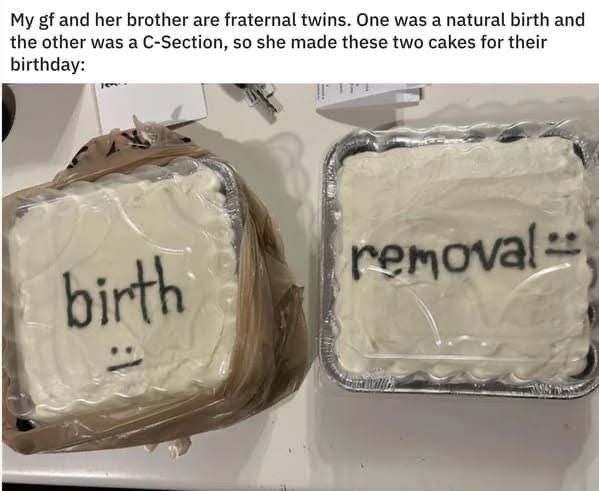 My gf and her brother are fraternal twins. One was a natural birth and
the other was a C-Section, so she made these two cakes for their
birthday:
birth
removal